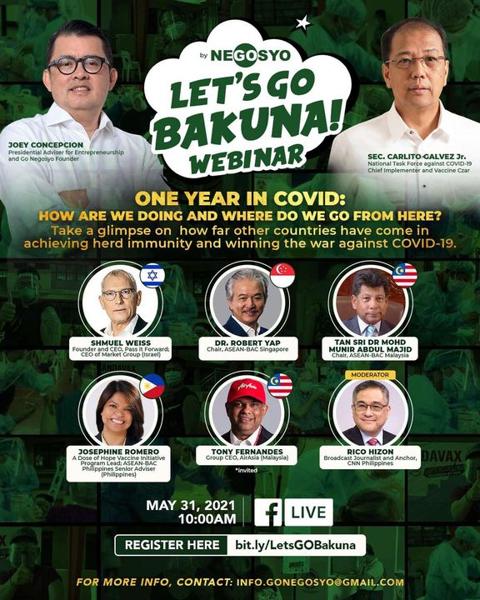 by NEGOSYO
LET'S GO
BAKUNA!
WEBINAR
JOEY CONCEPCION
Presidential Adviser for Entrepreneurship
and Go Negosyo Founder
SEC. CARLITO GALVEZ Jr.
National Task Force against COVID-19
Chief Implementer and Vaccine Czar
ONE YEAR IN COVID:
HOW ARE WE DOING AND WHERE DO WE GO FROM HERE?
Take a glimpse on how far other countries have come in
achieving herd immunity and winning the war against COVID-19.
SHMUEL WEISS
Founder and CEO, Pass it Forward,
CEO of Market Group (Israel)
DR. ROBERT YAP
Chair, ASEAN-BAC Singapore
TAN SRI DR MOHD
MUNIR ABDUL MAJID
Chair, ASEAN-BAC Malaysia
JOSEPHINE ROMERO
A Dose of Hope Vaccine Initiative
Program Lead; ASEAN-BAC
Philippines Senior Adviser
(Philippines)
AirAsia
TONY FERNANDES
Group CEO, AirAsia (Malaysia)
*invited
MODERATOR
RICO HIZON
Broadcast Journalist and Anchor,
CNN Philippines
MAY 31, 2021
10:00AM
f LIVE
REGISTER HERE bit.ly/LetsGOBakuna
FOR MORE INFO, CONTACT: INFO.GONEGOSYO@GMAIL.COM